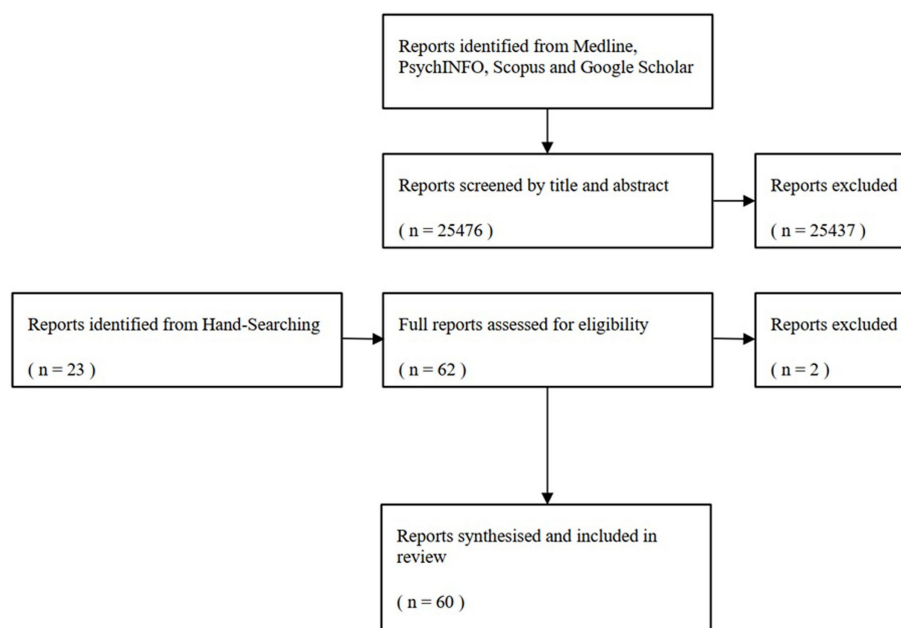 Reports identified from Medline,
PsychINFO, Scopus and Google Scholar
Reports screened by title and abstract
( n = 25476 )
Reports excluded
( n = 25437 )
Reports identified from Hand-Searching
( n = 23 )
Full reports assessed for eligibility
( n = 62 )
Reports excluded
( n = 2 )
Reports synthesised and included in
review
( n = 60 )